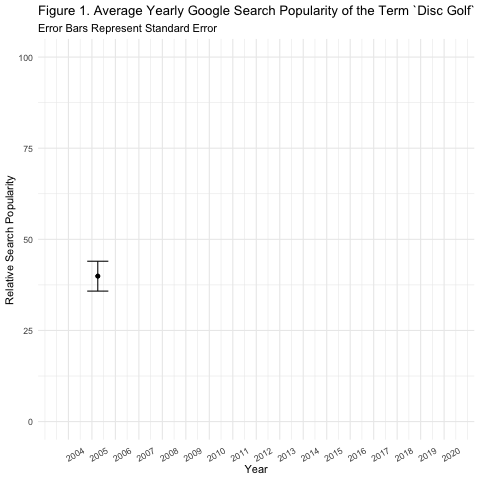 Figure 1. Average Yearly Google Search Popularity of the Term `Disc Golf`
Error Bars Represent Standard Error
100
75
50
25
0
Relative Search Popularity
2004 2005 2006 2007 2008 2009 2010 2011 2012 2013 2014 2015 2016 2017 2018 2019 2020
Year